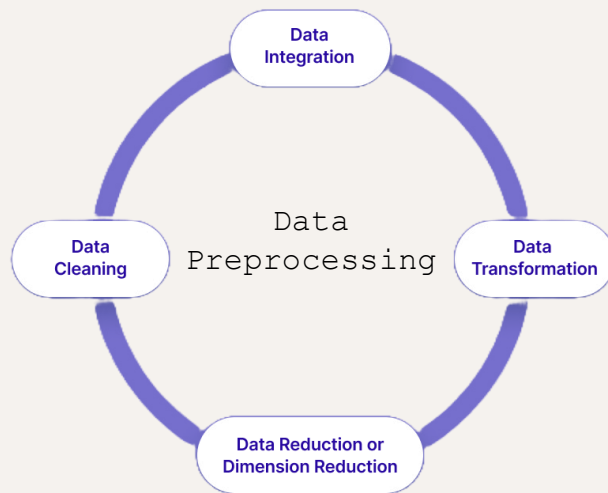 Data
Integration
Data
Cleaning
Data
Preprocessing
Data
Transformation
Data Reduction or
Dimension Reduction